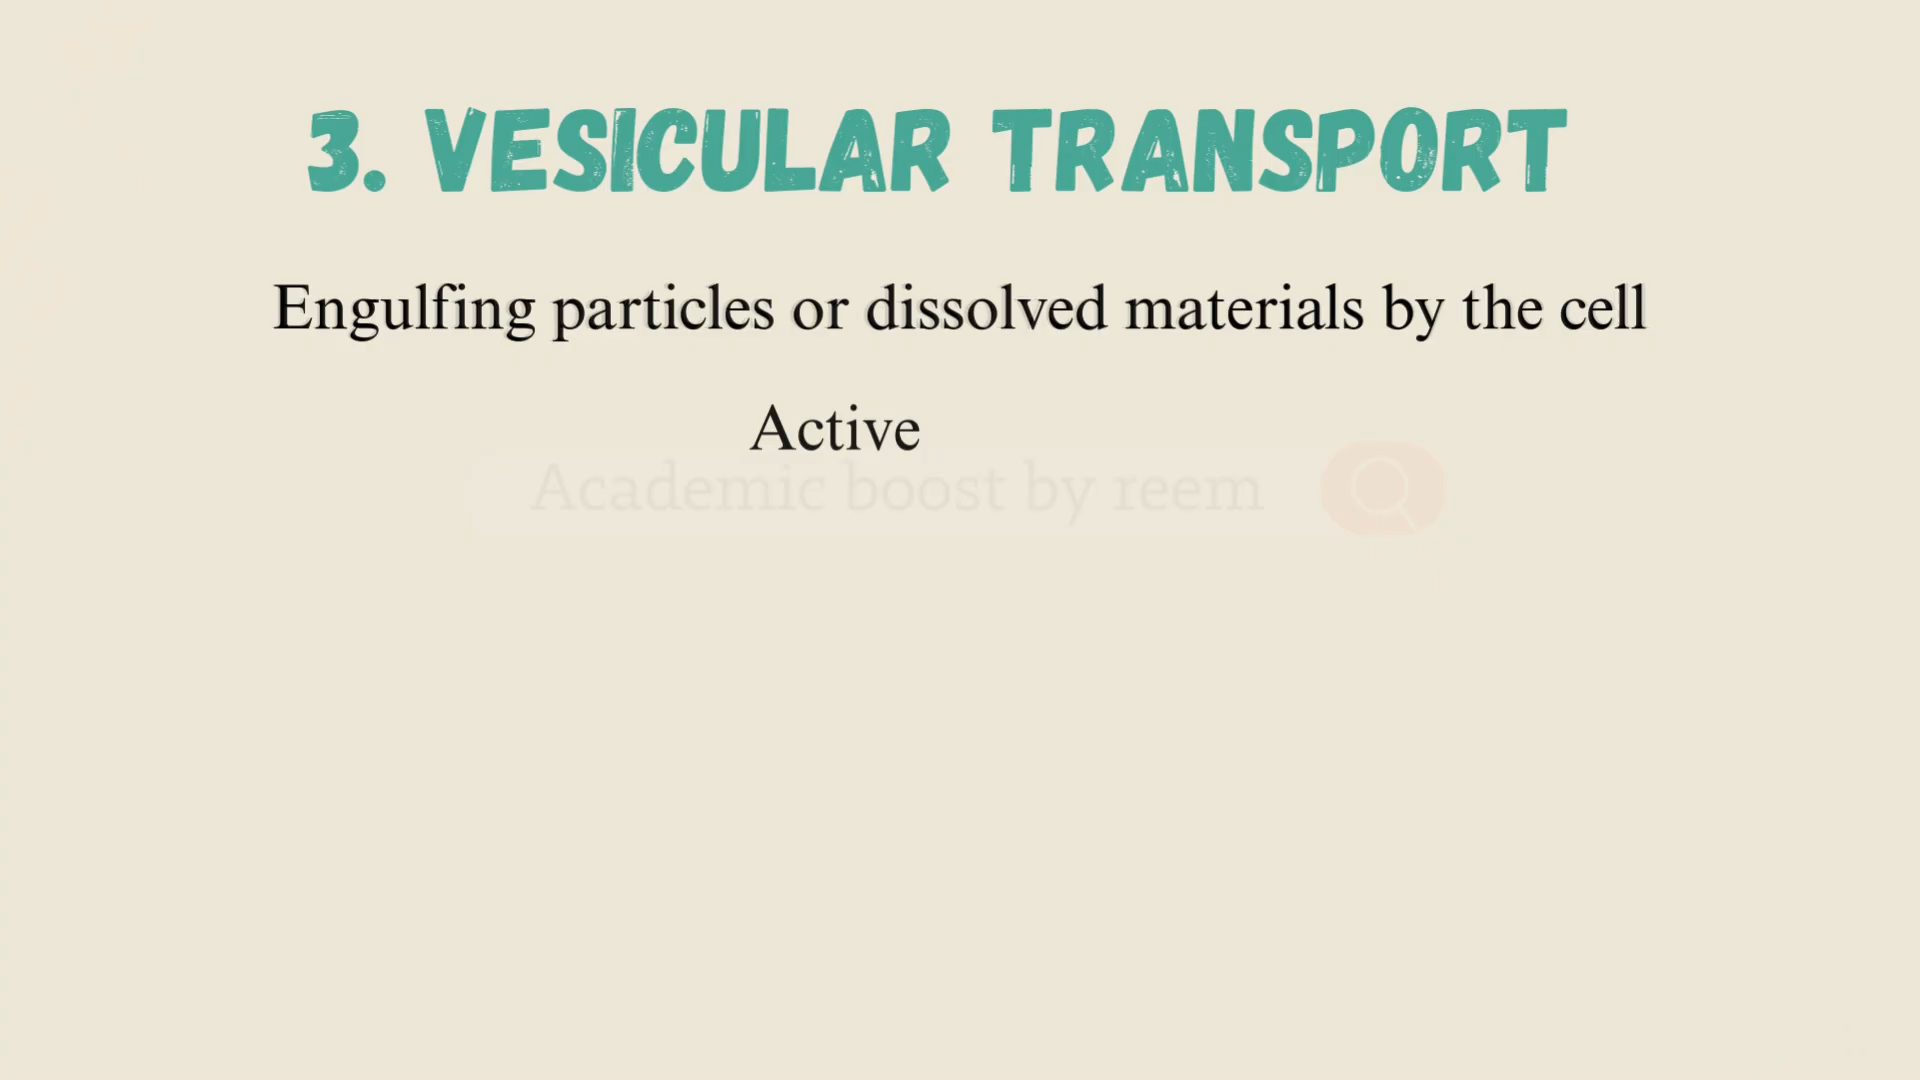 3. VESICULAR TRANSPORT
Engulfing particles or dissolved materials by the cell
Active
Academic boost by reem